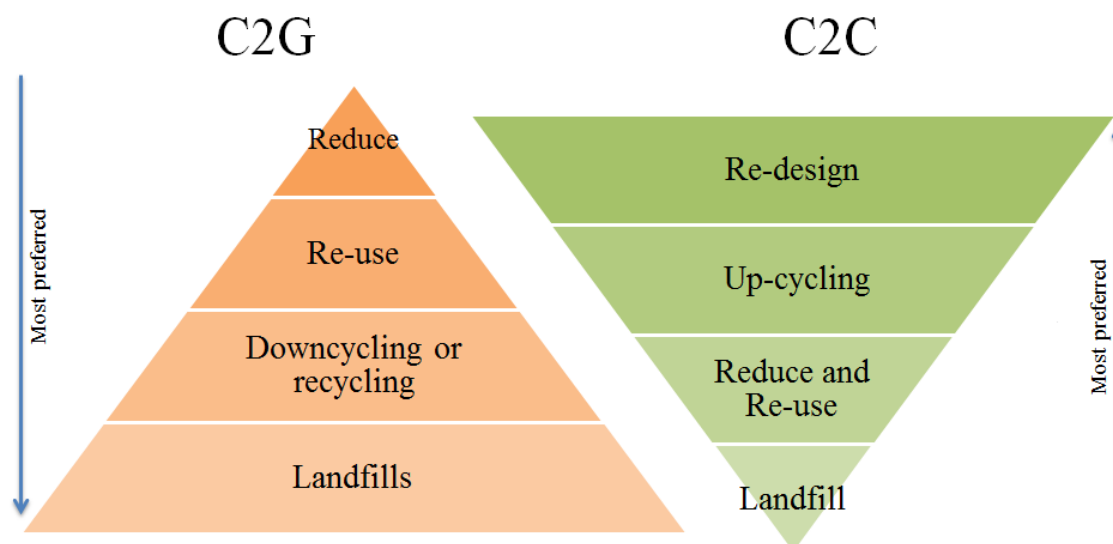 C2G
C2C
Most preferred
Reduce
Re-use
Downcycling or
recycling
Landfills
Re-design
Up-cycling
Reduce and
Re-use
Landfill
Most preferred